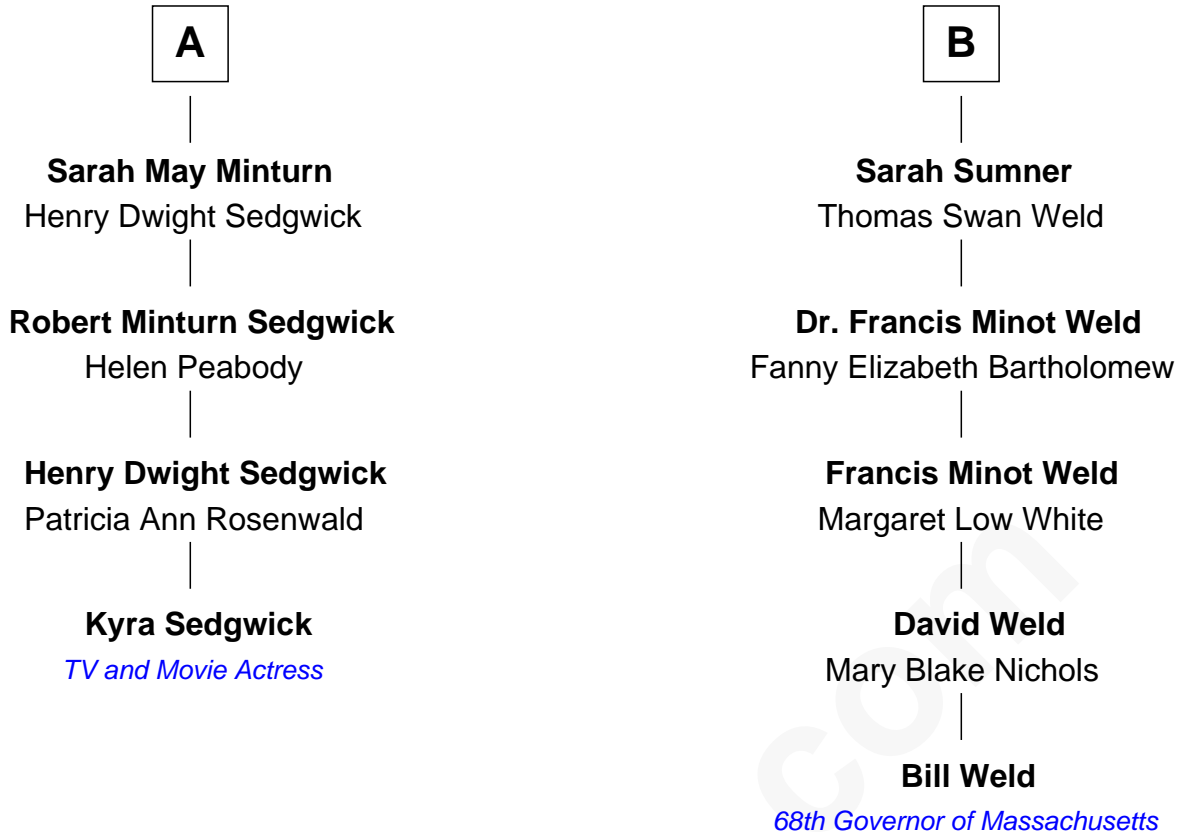 A
Sarah May Minturn
Henry Dwight Sedgwick
Robert Minturn Sedgwick
Helen Peabody
Henry Dwight Sedgwick
Patricia Ann Rosenwald
Kyra Sedgwick
TV and Movie Actress
B
Sarah Sumner
Thomas Swan Weld
Dr. Francis Minot Weld
Fanny Elizabeth Bartholomew
Francis Minot Weld
Margaret Low White
David Weld
Mary Blake Nichols
Bill Weld
68th Governor of Massachusetts
com